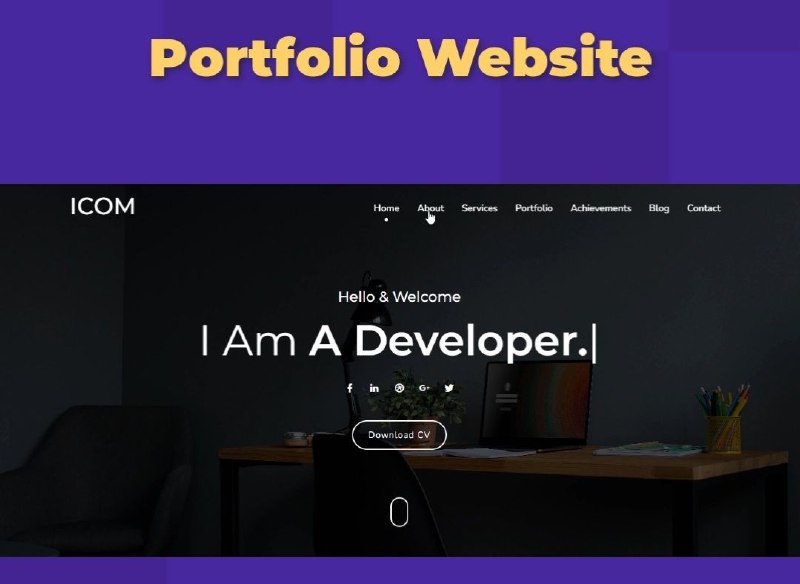 Portfolio Website
ICOM
Home About Services Portfolio Achievements Blog Contact
Hello & Welcome
I Am A Developer.|
f in G+
Download CV